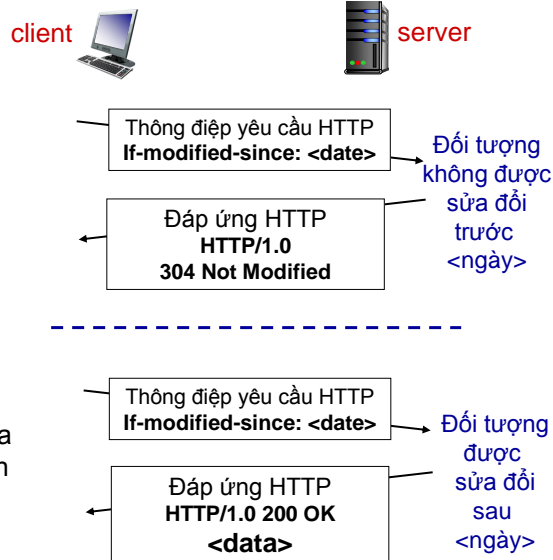 client
server
Thông điệp yêu cầu HTTP
If-modified-since: <date>
Đối tượng
không được
sửa đổi
trước
<ngày>
Đáp ứng HTTP
HTTP/1.0
304 Not Modified
Thông điệp yêu cầu HTTP
If-modified-since: <date>
Đối tượng
được
sửa đổi
sau
<ngày>
Đáp ứng HTTP
HTTP/1.0 200 OK
<data>